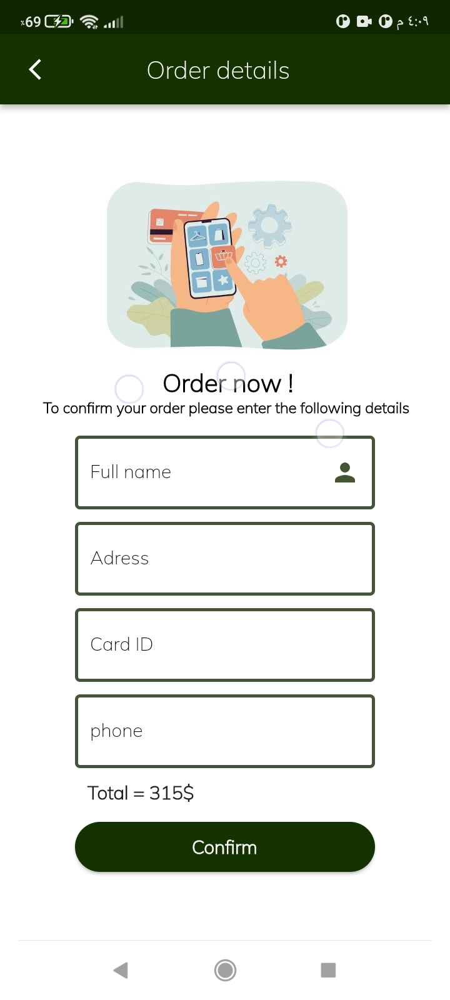 %69 م ٤:٠٩
Order details
Order now !
To confirm your order please enter the following details
Full name
Adress
Card ID
phone
Total = 315$
Confirm